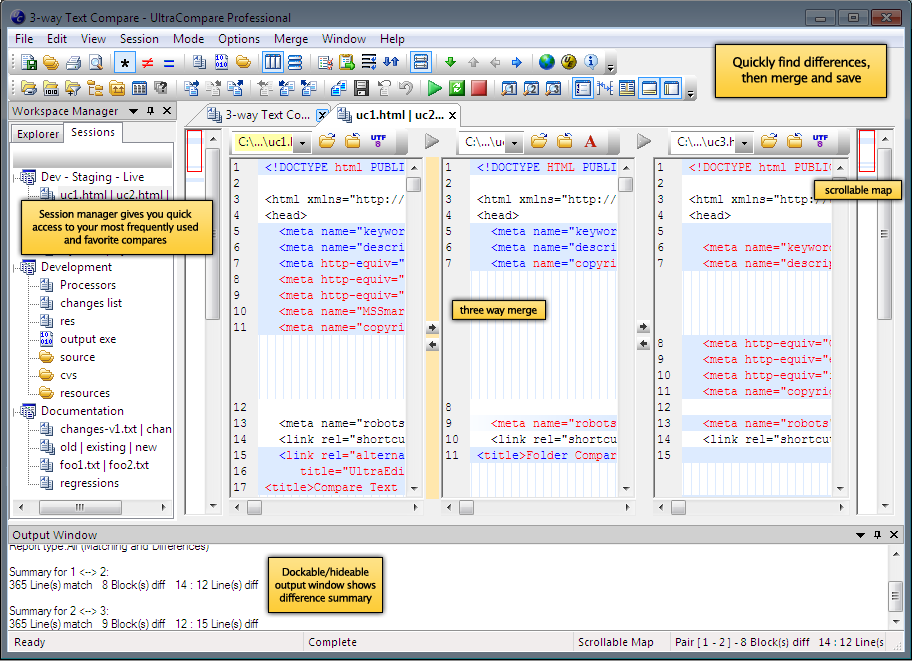 3-way Text Compare - UltraCompare Professional
File Edit View Session Mode Options Merge Window Help
Quickly find differences,
then merge and save
Workspace Manager
3-way Text Co... uc1.html | uc2...
Explorer Sessions
C:\...\uc1.l C:\...\uc C:\...\uc3.h
Dev - Staging - Live
uc1.html | uc2.html |
Session manager gives you quick
access to your most frequently used
and favorite compares
Development
Processors
changes list
res
output exe
source
cvs
resources
Documentation
changes-v1.txt | chan
old | existing | new
foo1.txt | foo2.txt
regressions
1 <!DOCTYPE html PUBLI
2
3 <html xmlns="http:/
4 <head>
5 <meta name="keywor
6 <meta name="descri
7 <meta http-equiv="
8 <meta http-equiv="
9 <meta http-equiv="
10 <meta name="MSSmar
11 <meta name="copyri
12
13 <meta name="robots
14 <link rel="shortcu
15 <link rel="alterna
16 title="UltraEdi
17 <title>Compare Text
1 <!DOCTYPE HTML PUBL
2
3 <html xmlns="http:/
4 <head>
5 <meta name="keywor
6 <meta name="descri
7 <meta name="copyri
three way merge
8
9 <meta name="robots
10 <link rel="shortcu
11 <title>Folder Compar
1 <!DOCTYPE html PUBLI
2
scrollable map
3 <html xmlns="http:/
4 <head>
5
6 <meta name="keywor
7 <meta name="descrip
8 <meta http-equiv="
9 <meta http-equiv="
10 <meta http-equiv="
11 <meta name="copyri
12
13 <meta name="robots
14 <link rel="shortcu
15
Output Window
Report type:All (Matching and Differences)
Summary for 1 <--> 2:
365 Line(s) match 8 Block(s) diff 14 : 12 Line(s) diff
Summary for 2 <--> 3:
365 Line(s) match 9 Block(s) diff 12 : 15 Line(s) diff
Dockable/hideable
output window shows
difference summary
Ready Complete Scrollable Map Pair [ 1 - 2 ] - 8 Block(s) diff 14 : 12 Line(s